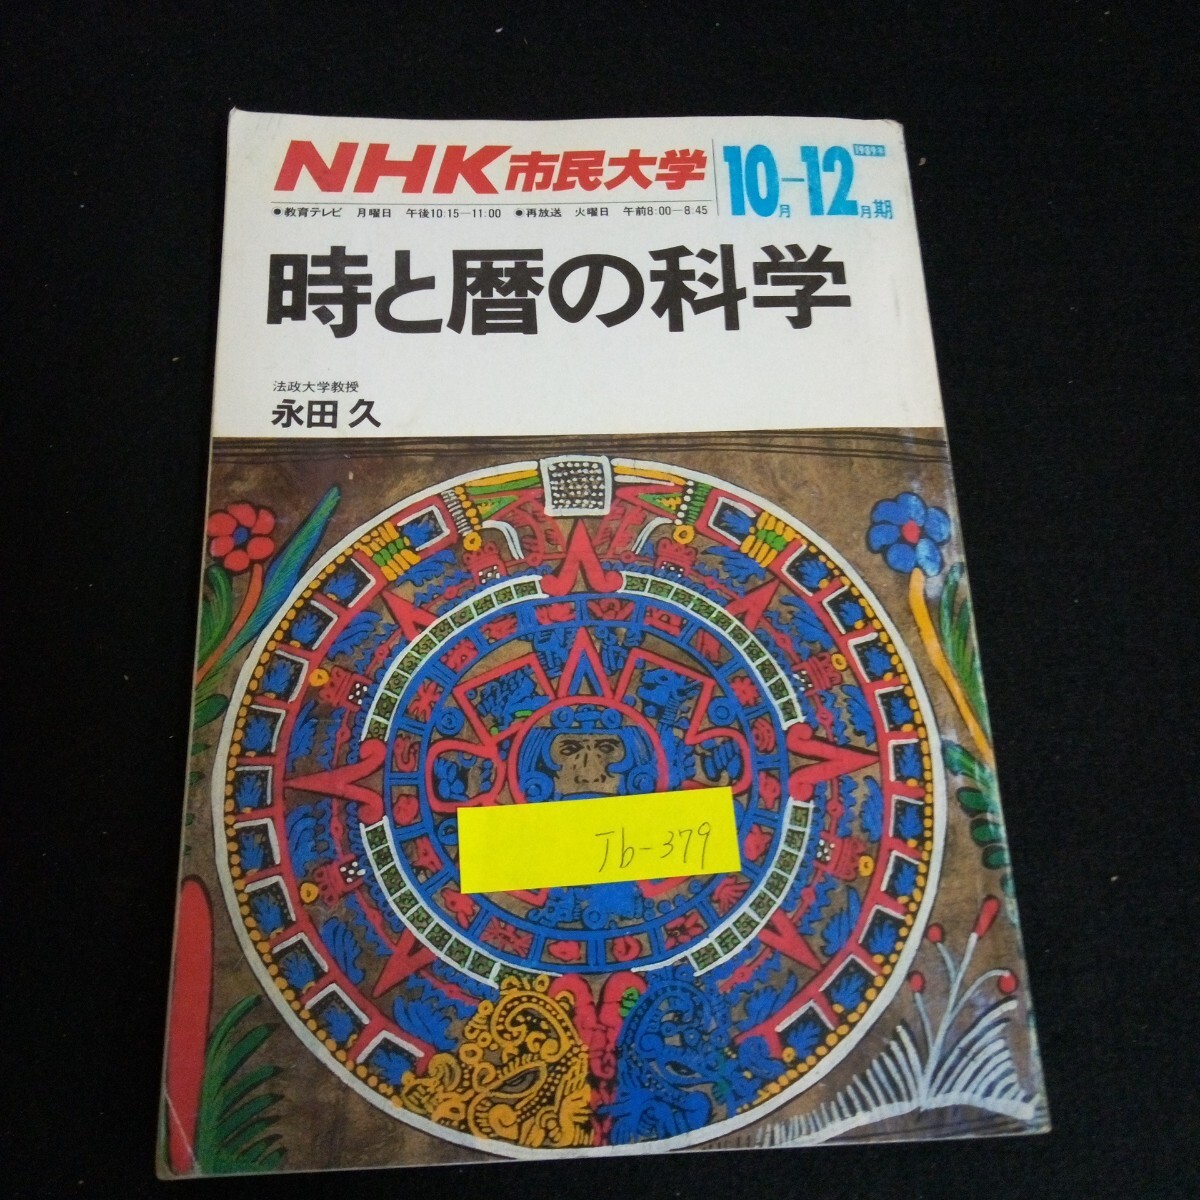 NHK市民大学
1989年
10月—12月期
●教育テレビ 月曜日 午後10:15—11:00 ●再放送 火曜日 午前8:00—8:45
時と暦の科学
法政大学教授
永田久
Jb-379